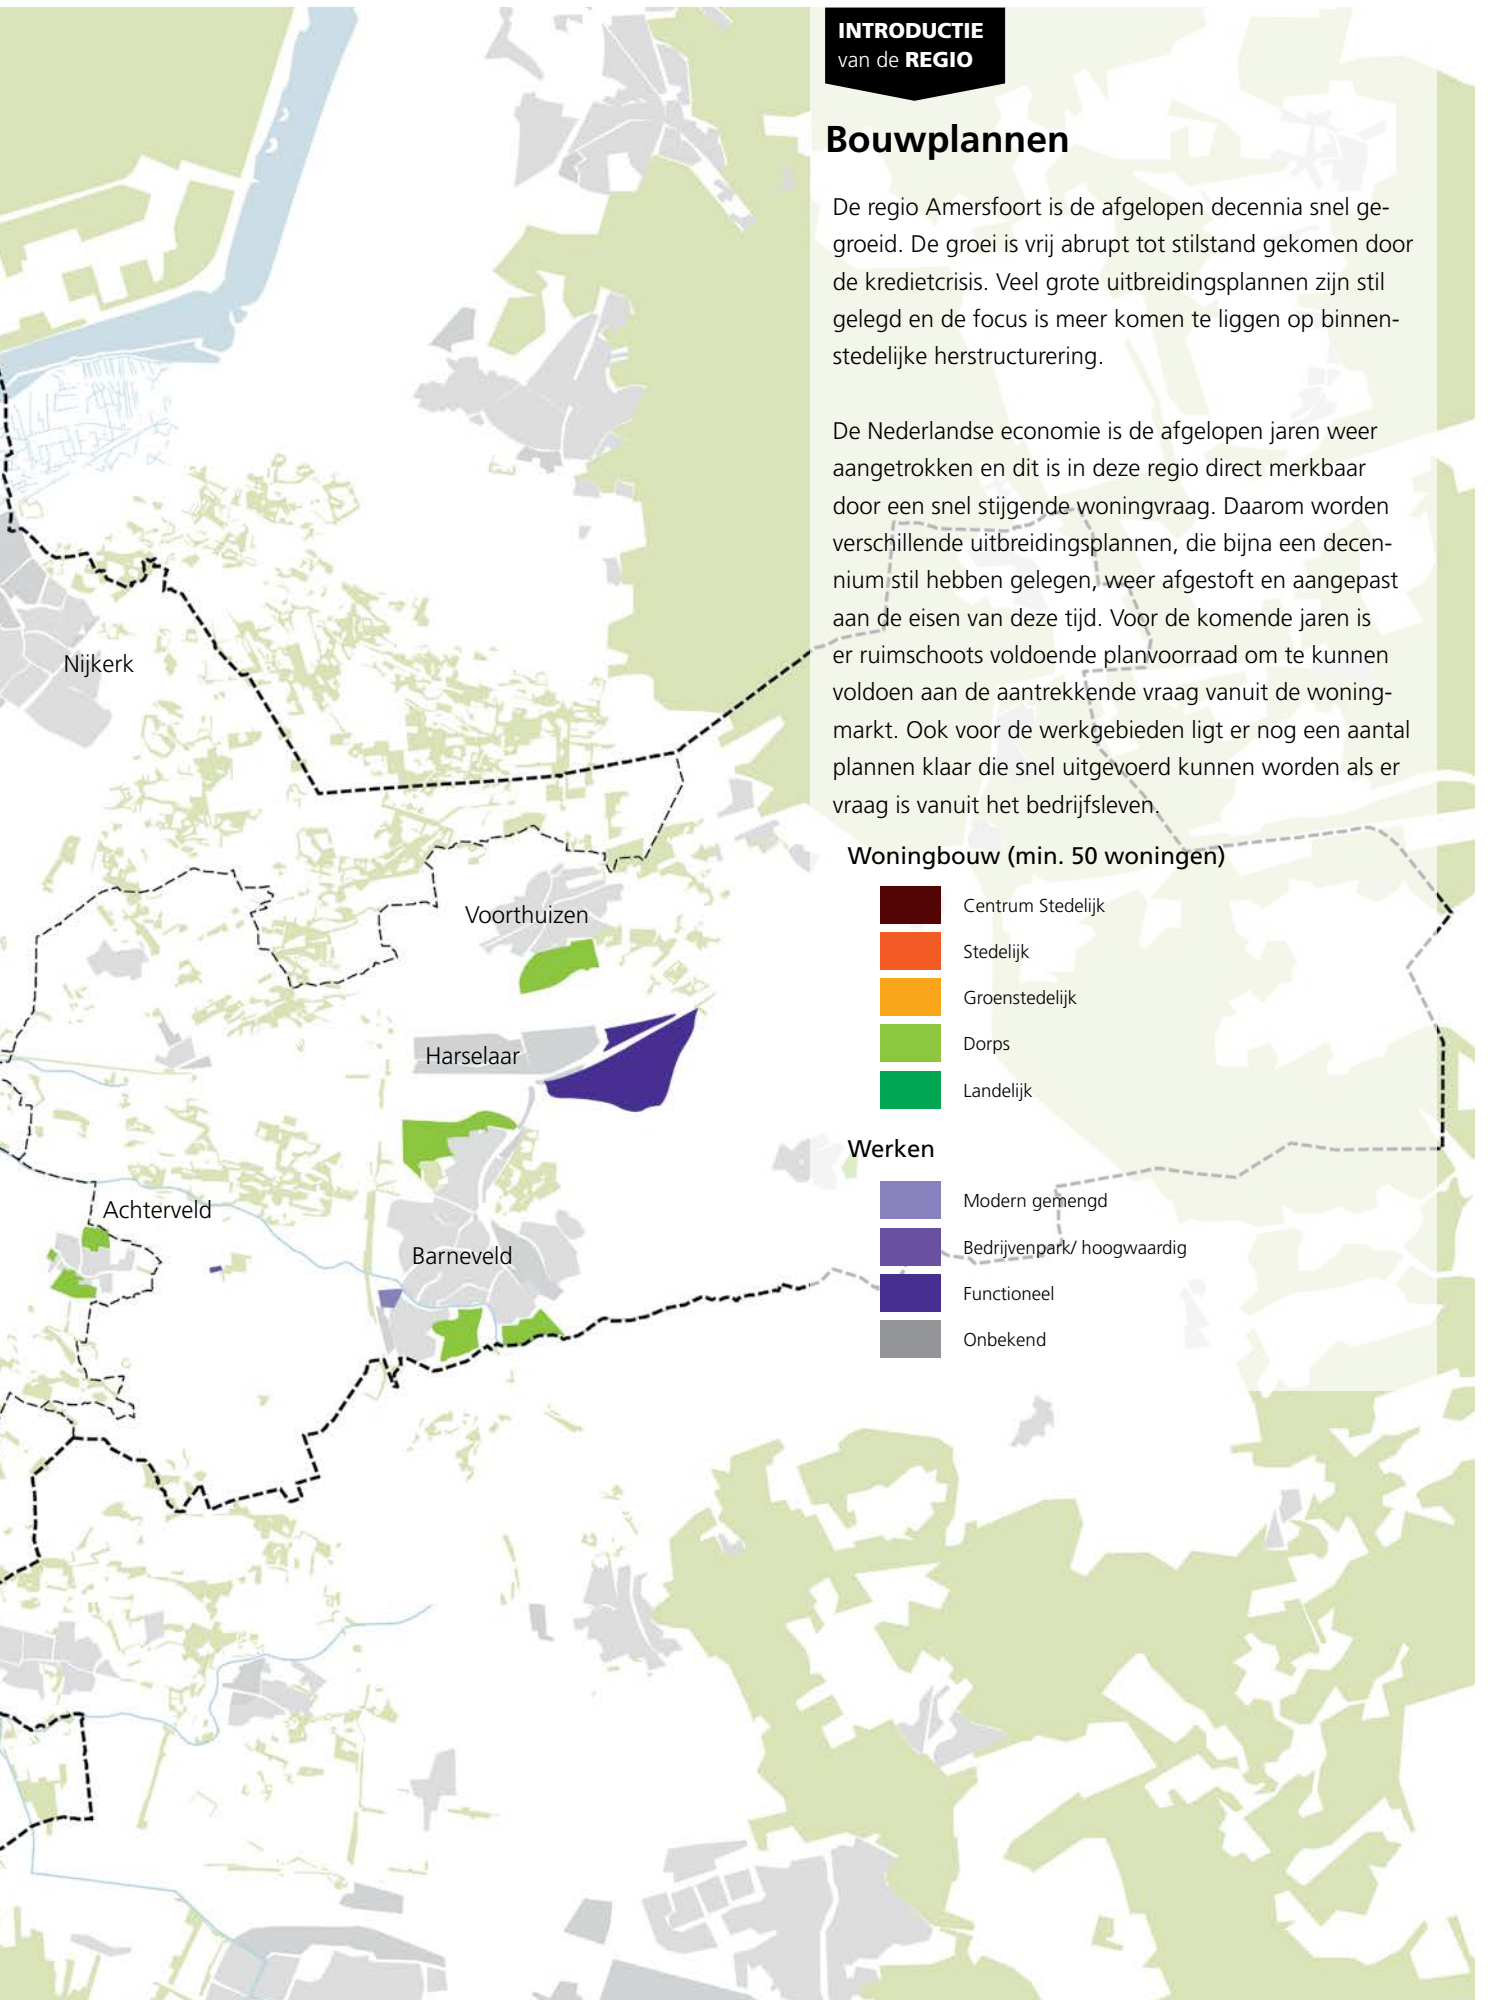 INTRODUCTIE
van de REGIO
Bouwplannen
De regio Amersfoort is de afgelopen decennia snel ge-
groeid. De groei is vrij abrupt tot stilstand gekomen door
de kredietcrisis. Veel grote uitbreidingsplannen zijn stil
gelegd en de focus is meer komen te liggen op binnen-
stedelijke herstructurering.
De Nederlandse economie is de afgelopen jaren weer
aangetrokken en dit is in deze regio direct merkbaar
door een snel stijgende woningvraag. Daarom worden
verschillende uitbreidingsplannen, die bijna een decen-
nium stil hebben gelegen, weer afgestoft en aangepast
aan de eisen van deze tijd. Voor de komende jaren is
er ruimschoots voldoende planvoorraad om te kunnen
voldoen aan de aantrekkende vraag vanuit de woning-
markt. Ook voor de werkgebieden ligt er nog een aantal
plannen klaar die snel uitgevoerd kunnen worden als er
vraag is vanuit het bedrijfsleven.
Woningbouw (min. 50 woningen)
Centrum Stedelijk
Stedelijk
Groenstedelijk
Dorps
Landelijk
Werken
Modern gemengd
Bedrijvenpark/ hoogwaardig
Functioneel
Onbekend
Nijkerk
Voorthuizen
Harselaar
Achterveld
Barneveld